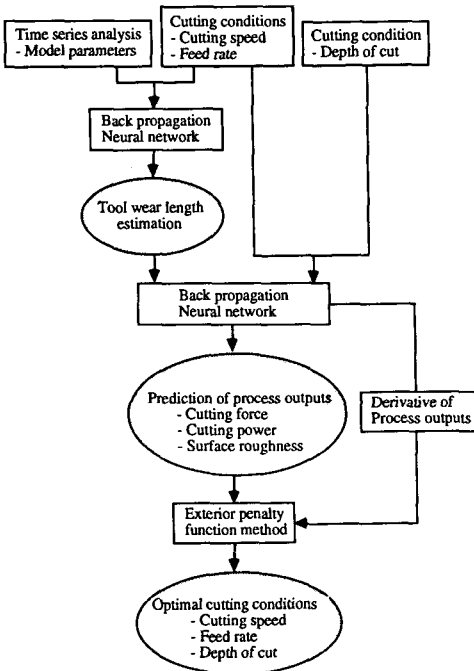 Time series analysis
- Model parameters
Cutting conditions
- Cutting speed
- Feed rate
Cutting condition
- Depth of cut
Back propagation
Neural network
Tool wear length
estimation
Back propagation
Neural network
Prediction of process outputs
- Cutting force
- Cutting power
- Surface roughness
Derivative of
Process outputs
Exterior penalty
function method
Optimal cutting conditions
- Cutting speed
- Feed rate
- Depth of cut